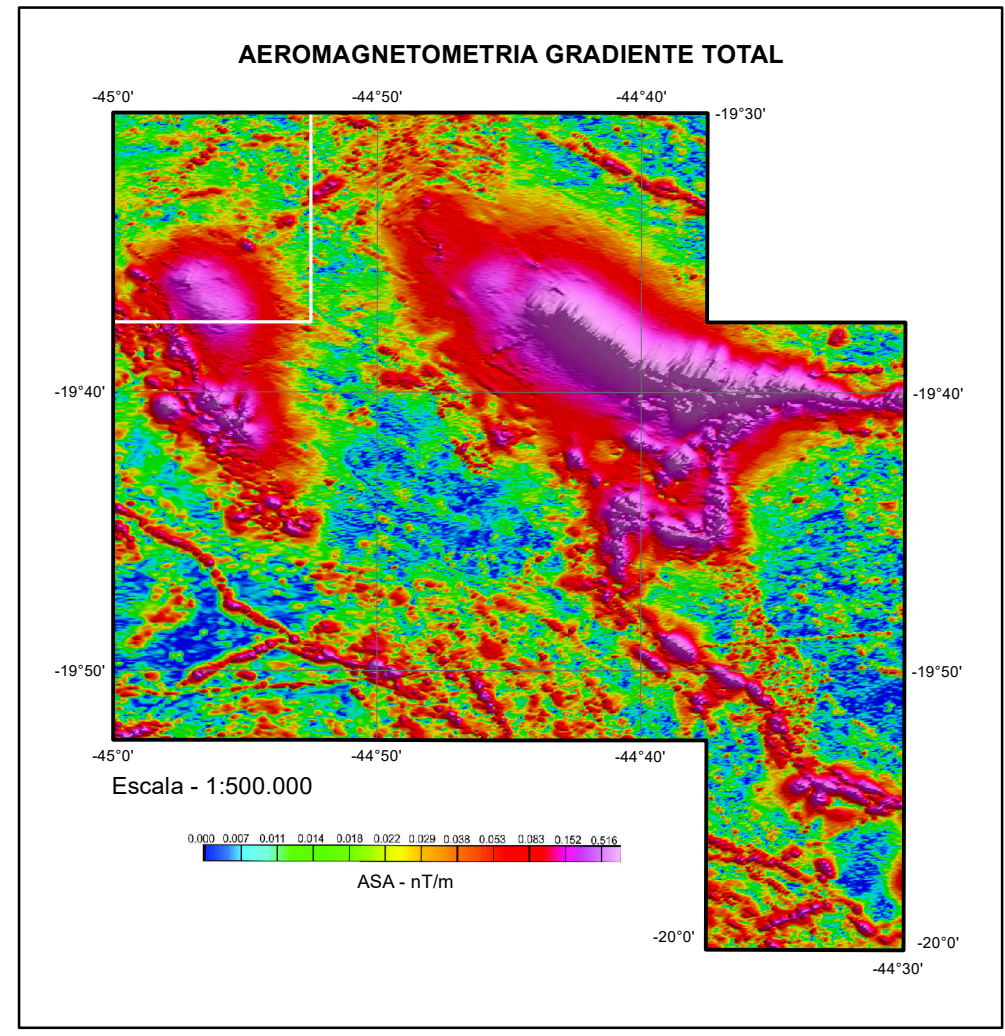 AEROMAGNETOMETRIA GRADIENTE TOTAL
-45°0' -44°50' -44°40'
-19°30'
-19°40' -19°40'
-19°50' -19°50'
-45°0' -44°50' -44°40'
Escala - 1:500.000
0.000 0.007 0.011 0.014 0.018 0.022 0.029 0.038 0.053 0.083 0.152 0.516
ASA - nT/m
-20°0' -20°0'
-44°30'